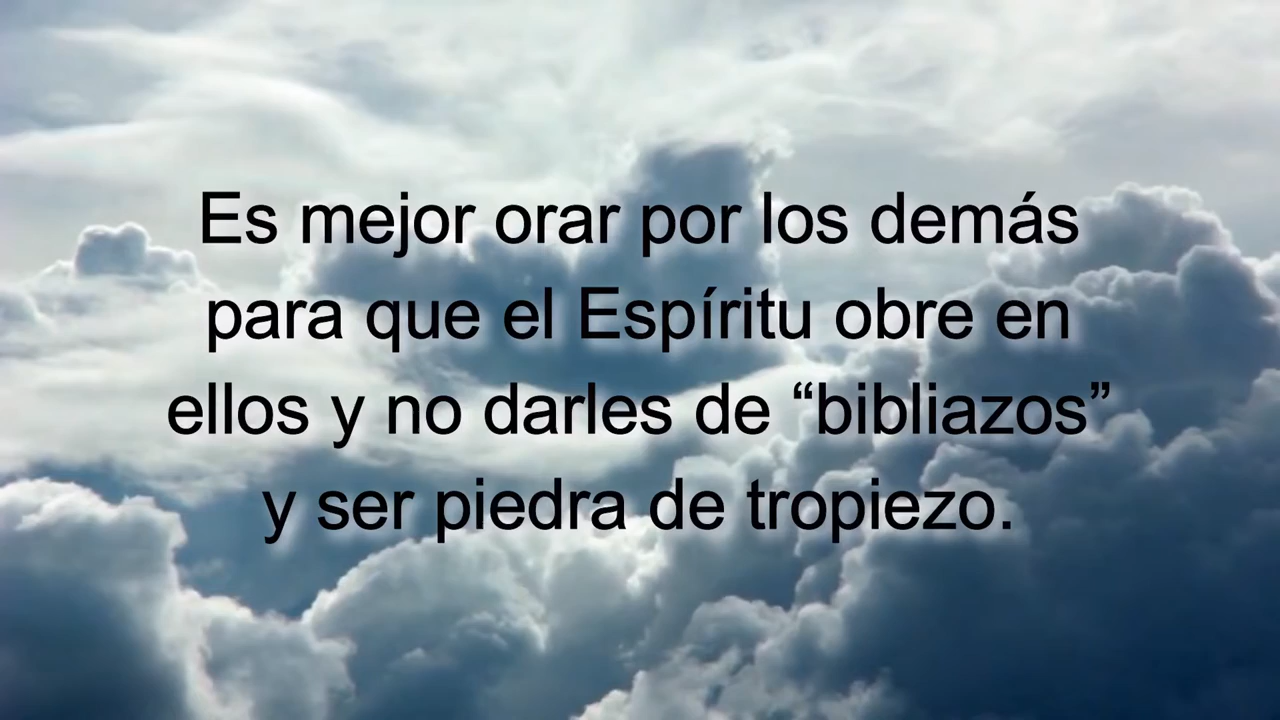 Es mejor orar por los demás
para que el Espíritu obre en
ellos y no darles de “bibliazos”
y ser piedra de tropiezo.